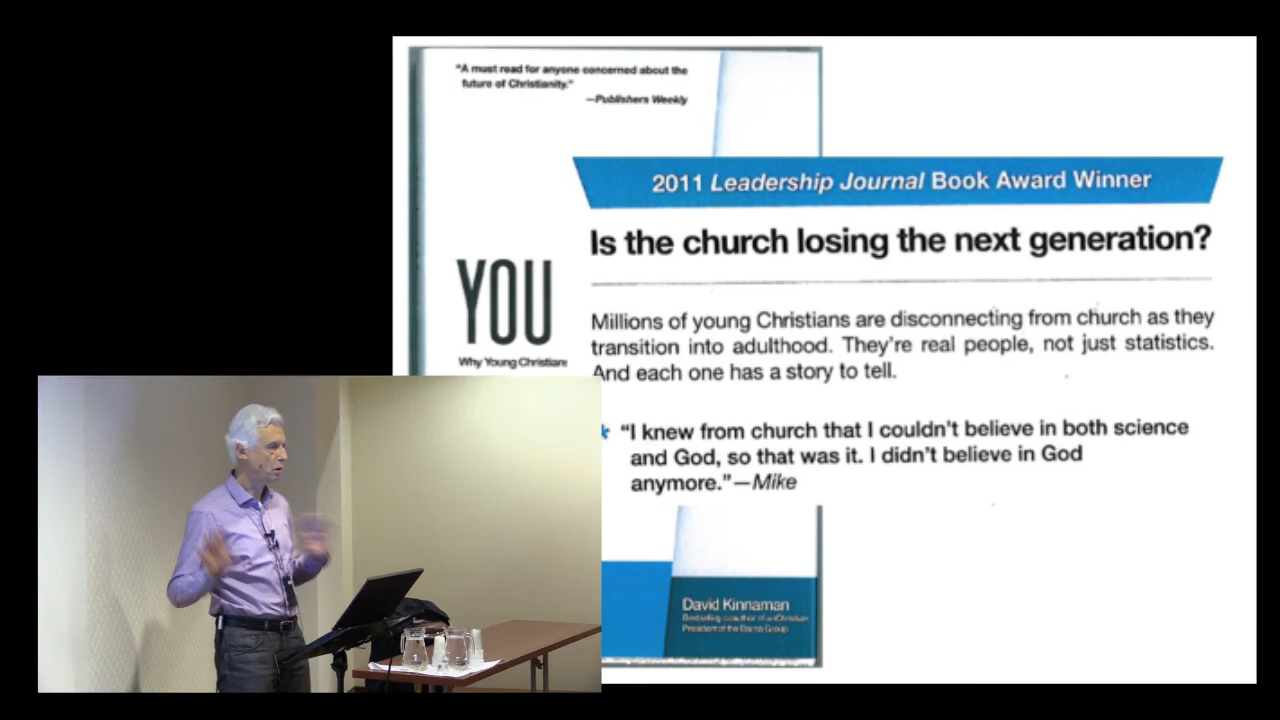 "A must read for anyone concerned about the
future of Christianity."
—Publishers Weekly
2011 Leadership Journal Book Award Winner
Is the church losing the next generation?
YOU
Why Young Christians
Millions of young Christians are disconnecting from church as they
transition into adulthood. They're real people, not just statistics.
And each one has a story to tell.
* "I knew from church that I couldn't believe in both science
and God, so that was it. I didn't believe in God
anymore."—Mike
David Kinnaman
Bestselling coauthor of unChristian
President of the Barna Group